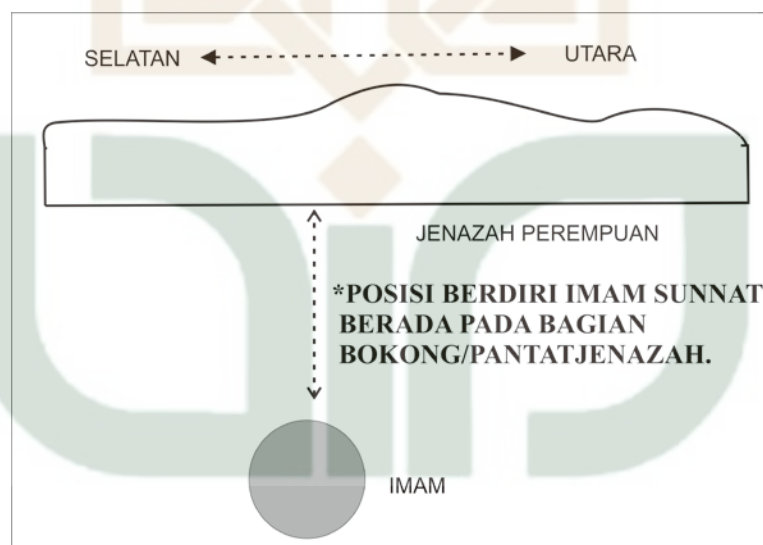 SELATAN UTARA
JENAZAH PEREMPUAN
*POSISI BERDIRI IMAM SUNNAT
BERADA PADA BAGIAN
BOKONG/PANTATJENAZAH.
IMAM